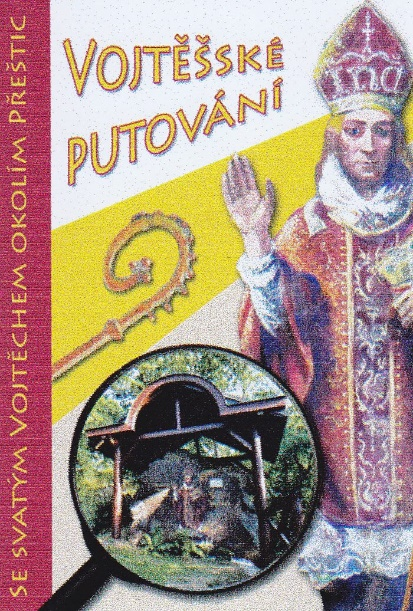 VOJTĚŠSKÉ
PUTOVÁNÍ
SE SVATÝM VOJTĚCHEM OKOLÍM PŘEŠTIC